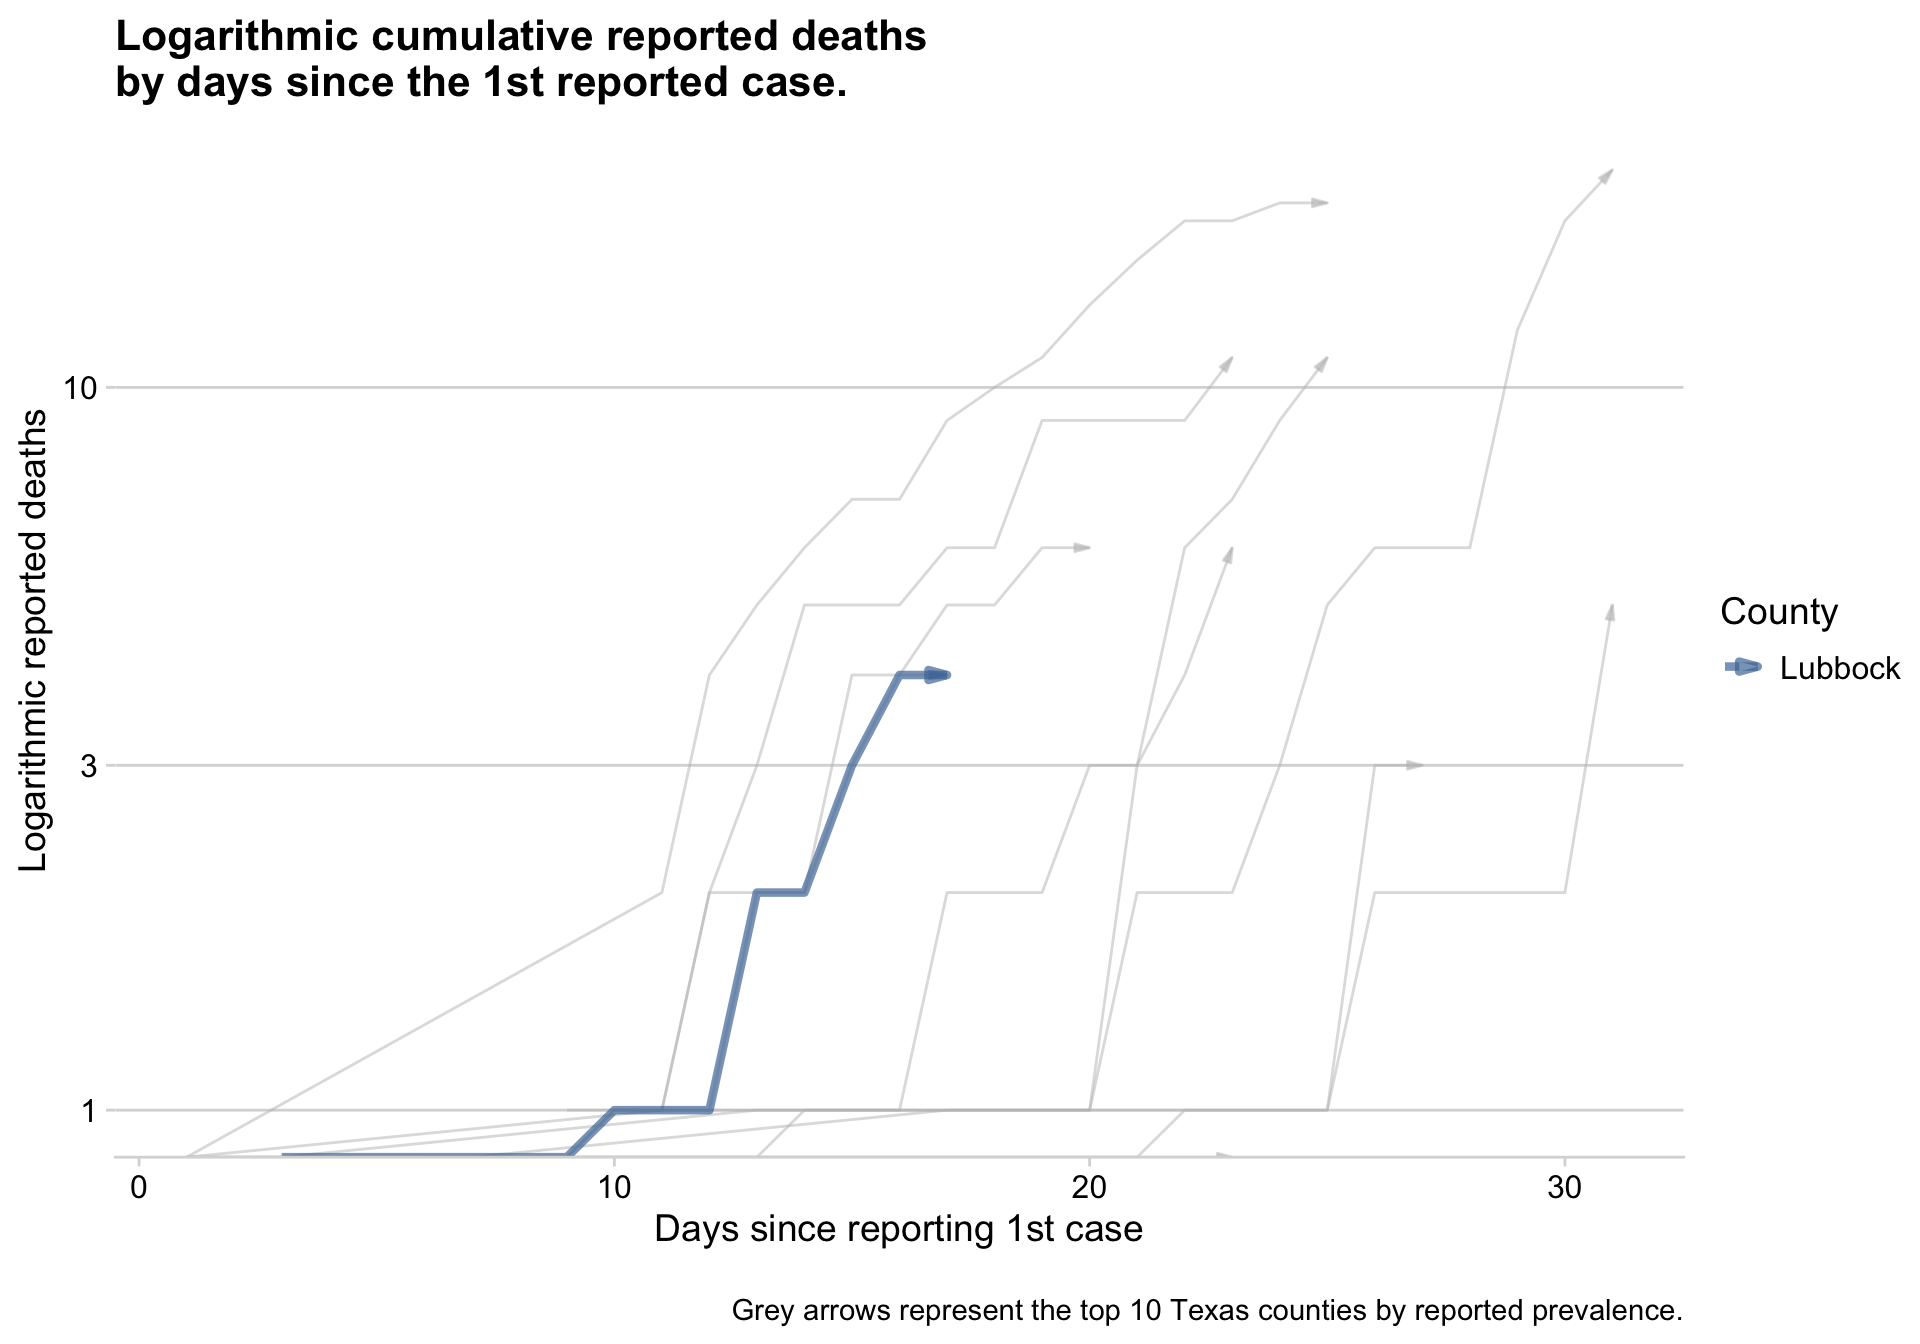 Logarithmic cumulative reported deaths
by days since the 1st reported case.
Logarithmic reported deaths
10
3
1
0
10
20
30
Days since reporting 1st case
County
Lubbock
Grey arrows represent the top 10 Texas counties by reported prevalence.